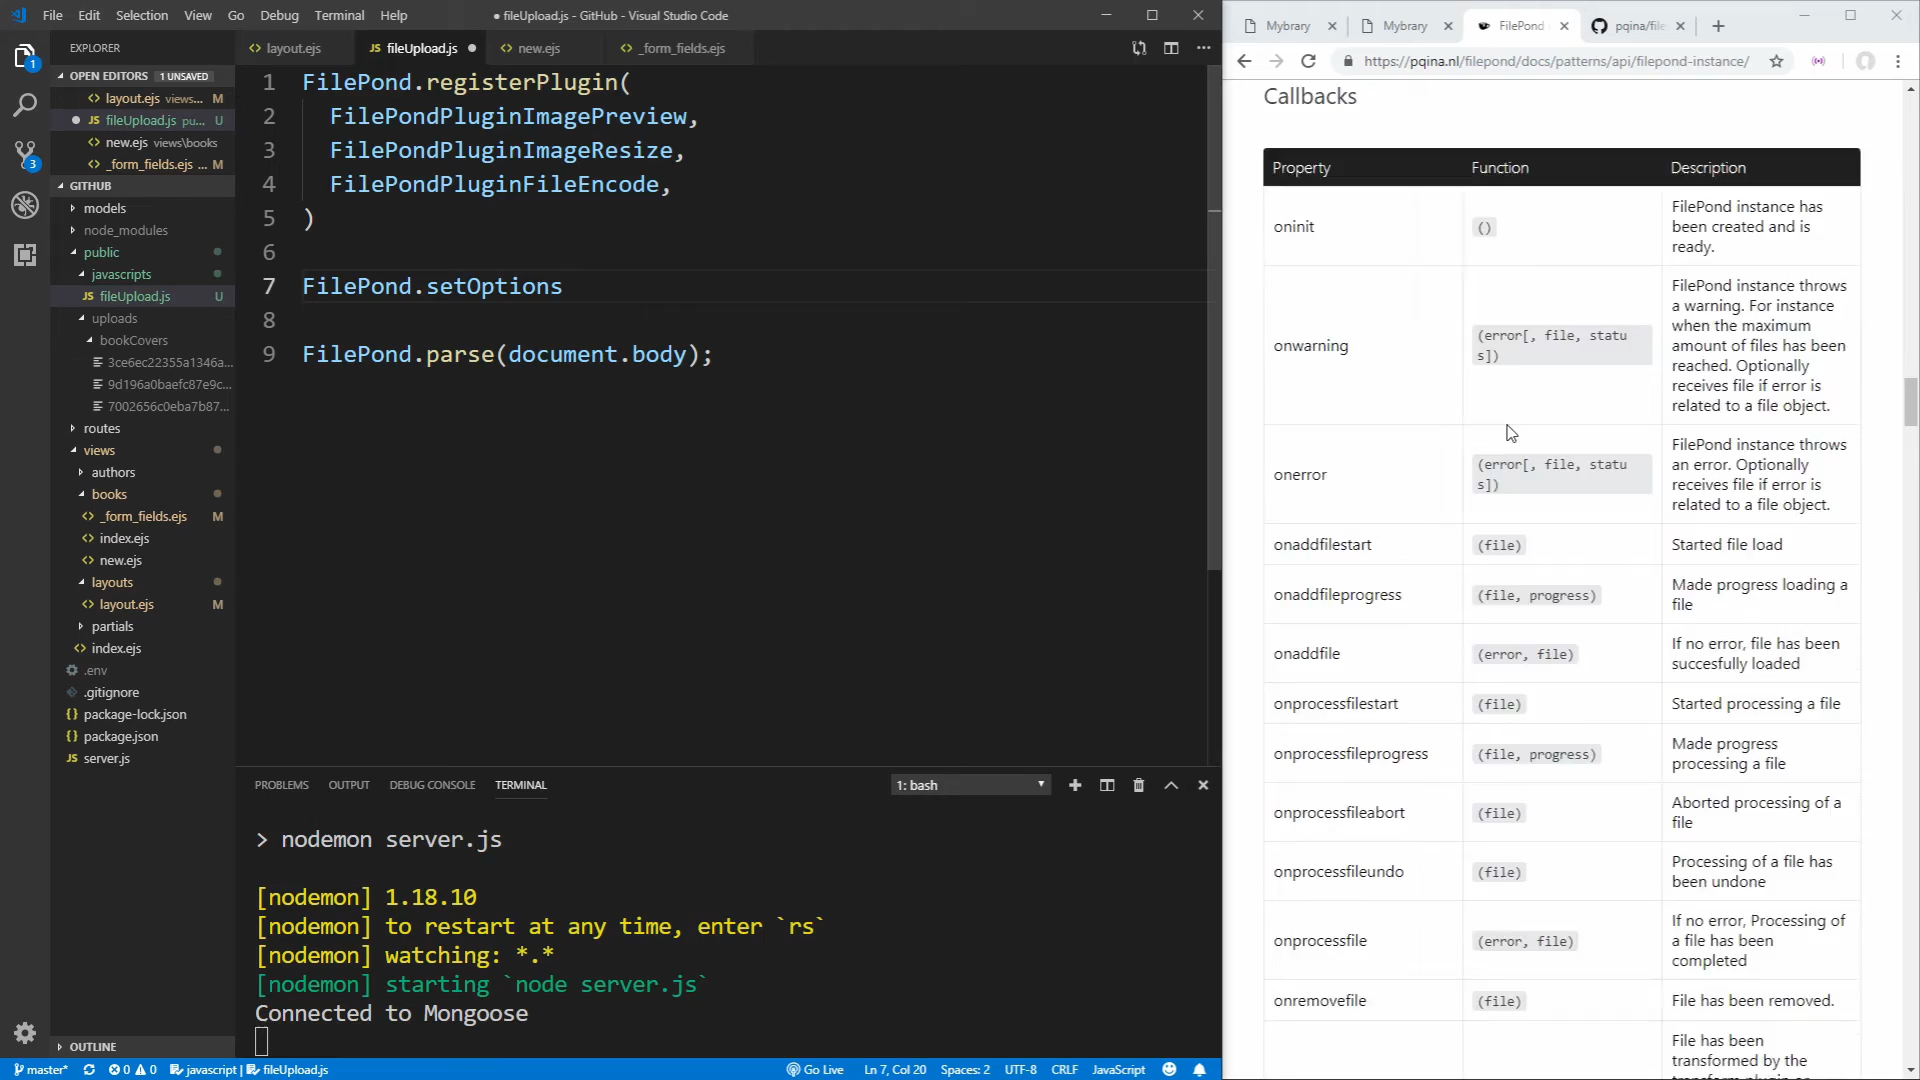 File Edit Selection View Go Debug Terminal Help
● fileUpload.js - GitHub - Visual Studio Code
EXPLORER
OPEN EDITORS 1 UNSAVED
layout.ejs views... M
JS fileUpload.js pu... U
new.ejs views\books
_form_fields.ejs ... M
GITHUB
models
node_modules
public
javascripts
JS fileUpload.js U
uploads
bookCovers
3ce6ec22355a1346a...
9d196a0baefc87e9c...
7002656c0eba7b87...
routes
views
authors
books
_form_fields.ejs M
index.ejs
new.ejs
layouts
layout.ejs M
partials
index.ejs
.env
.gitignore
{} package-lock.json
{} package.json
JS server.js
OUTLINE
1
3
layout.ejs
JS fileUpload.js ●
new.ejs
_form_fields.ejs
1 FilePond.registerPlugin(
2 FilePondPluginImagePreview,
3 FilePondPluginImageResize,
4 FilePondPluginFileEncode,
5 )
6
7 FilePond.setOptions
8
9 FilePond.parse(document.body);
PROBLEMS OUTPUT DEBUG CONSOLE TERMINAL
1: bash
> nodemon server.js
[nodemon] 1.18.10
[nodemon] to restart at any time, enter `rs`
[nodemon] watching: *.*
[nodemon] starting `node server.js`
Connected to Mongoose
master* 0 0 javascript | fileUpload.js
Go Live Ln 7, Col 20 Spaces: 2 UTF-8 CRLF JavaScript
Mybrary
Mybrary
FilePond
pqina/file
https://pqina.nl/filepond/docs/patterns/api/filepond-instance/
Callbacks
Property Function Description
oninit () FilePond instance has
been created and is
ready.
onwarning (error[, file, statu
s]) FilePond instance throws
a warning. For instance
when the maximum
amount of files has been
reached. Optionally
receives file if error is
related to a file object.
onerror (error[, file, statu
s]) FilePond instance throws
an error. Optionally
receives file if error is
related to a file object.
onaddfilestart (file) Started file load
onaddfileprogress (file, progress) Made progress loading a
file
onaddfile (error, file) If no error, file has been
succesfully loaded
onprocessfilestart (file) Started processing a file
onprocessfileprogress (file, progress) Made progress
processing a file
onprocessfileabort (file) Aborted processing of a
file
onprocessfileundo (file) Processing of a file has
been undone
onprocessfile (error, file) If no error, Processing of
a file has been
completed
onremovefile (file) File has been removed.
File has been
transformed by the